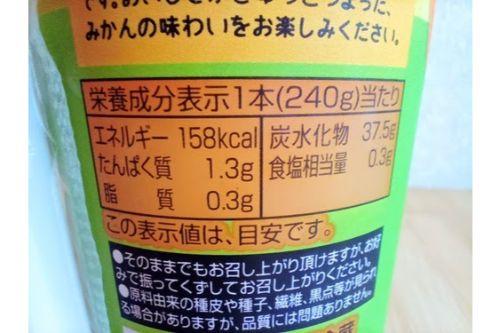 みかんの味わいをお楽しみください。
栄養成分表示1本(240g)当たり
エネルギー 158kcal 炭水化物 37.5g
たんぱく質 1.3g 食塩相当量 0.3g
脂質 0.3g
この表示値は、目安です。
●そのままでもお召し上がり頂けますが、お好
みで振ってくずしてお召し上がりください。
●原料由来の種皮や種子、繊維、黒点等が見られ
る場合がありますが、品質には問題ありません。